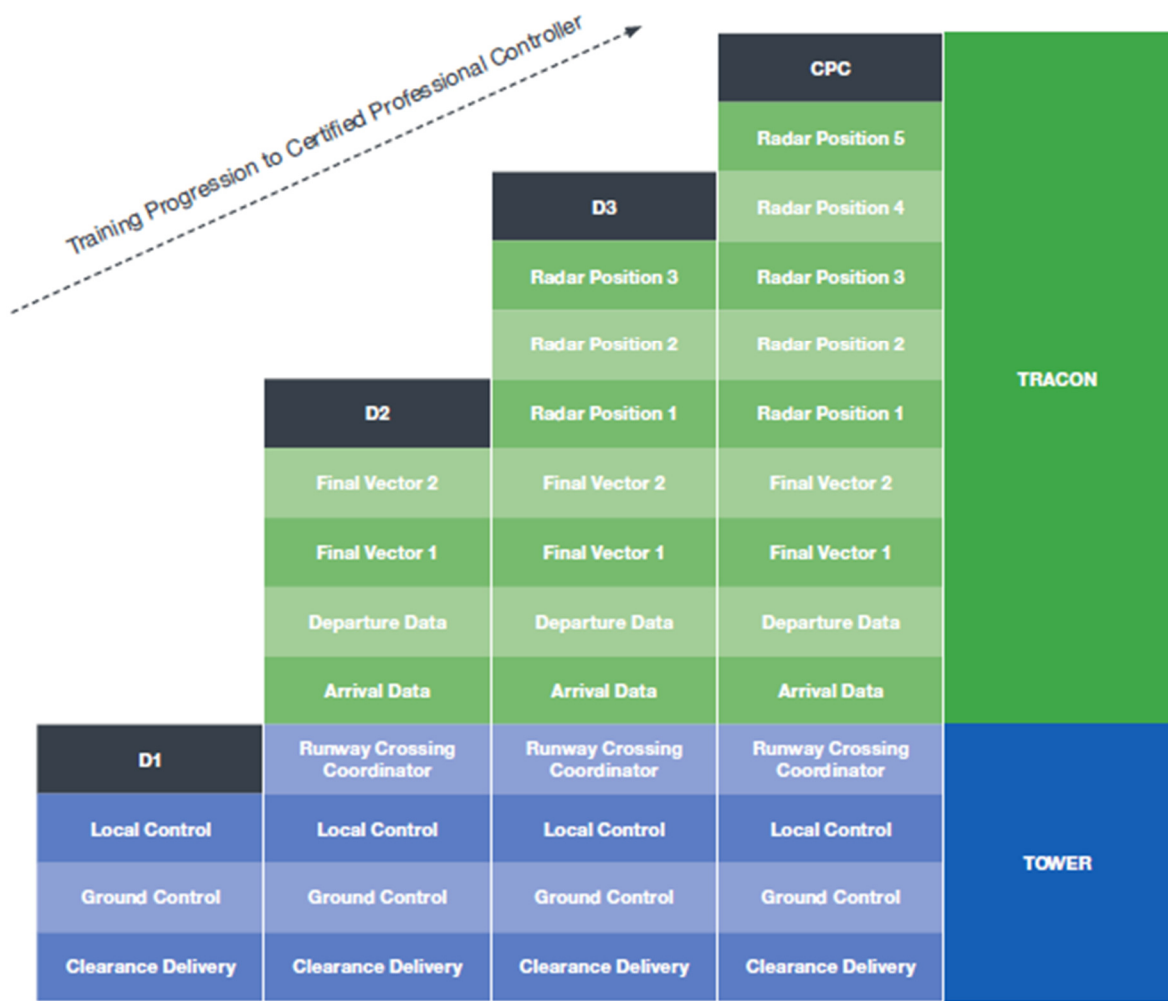 Training Progression to Certified Professional Controller
CPC
Radar Position 5
D3
Radar Position 4
Radar Position 3
Radar Position 3
Radar Position 2
Radar Position 2
TRACON
D2
Radar Position 1
Radar Position 1
Final Vector 2
Final Vector 2
Final Vector 2
Final Vector 1
Final Vector 1
Final Vector 1
Departure Data
Departure Data
Departure Data
Arrival Data
Arrival Data
Arrival Data
D1
Runway Crossing
Coordinator
Runway Crossing
Coordinator
Runway Crossing
Coordinator
Local Control
Local Control
Local Control
Local Control
TOWER
Ground Control
Ground Control
Ground Control
Ground Control
Clearance Delivery
Clearance Delivery
Clearance Delivery
Clearance Delivery